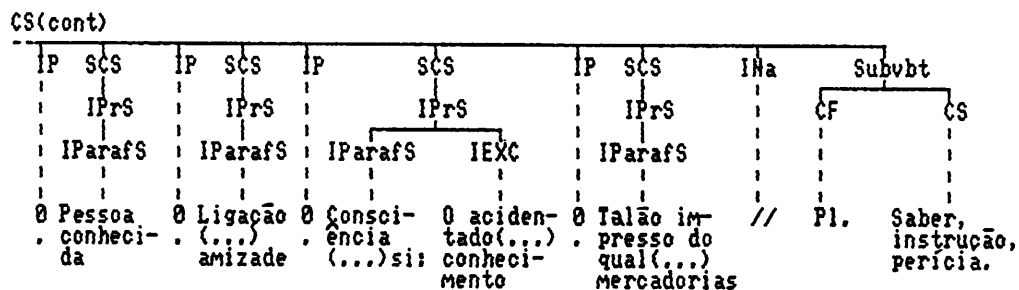 CS(cont)
IP SCS IP SCS IP SCS IP SCS INa Subvbt
IPrS IPrS IPrS IPrS CF CS
IParafS IParafS IParafS IEXC IParafS
0 Pessoa 0 Ligação 0 Consci- O aciden- 0 Talão im- // Pl. Saber,
. conheci- . (...) . ência tado(...) . presso do instrução,
da amizade (...)si: conheci- qual(...) perícia.
mento mercadorias